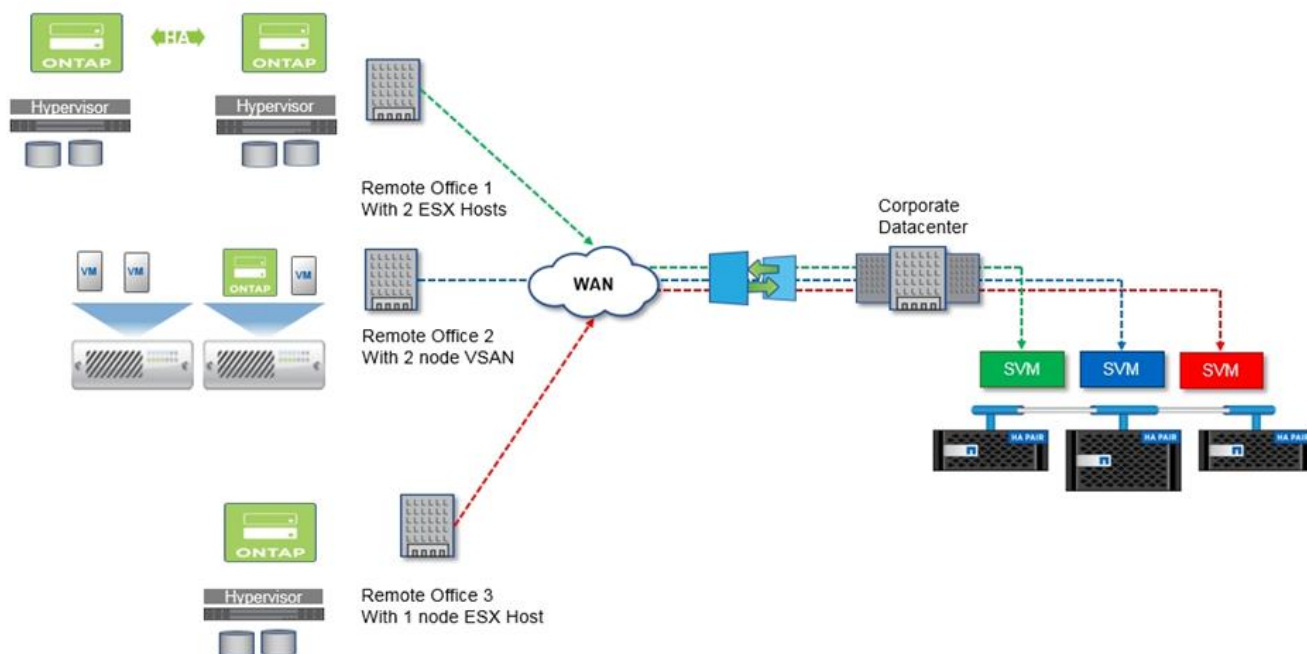 ONTAP
HA
ONTAP
Hypervisor
Hypervisor
Remote Office 1
With 2 ESX Hosts
VM
VM
ONTAP
VM
Remote Office 2
With 2 node VSAN
WAN
Corporate
Datacenter
SVM
SVM
SVM
HA PAIR
HA PAIR
HA PAIR
ONTAP
Hypervisor
Remote Office 3
With 1 node ESX Host